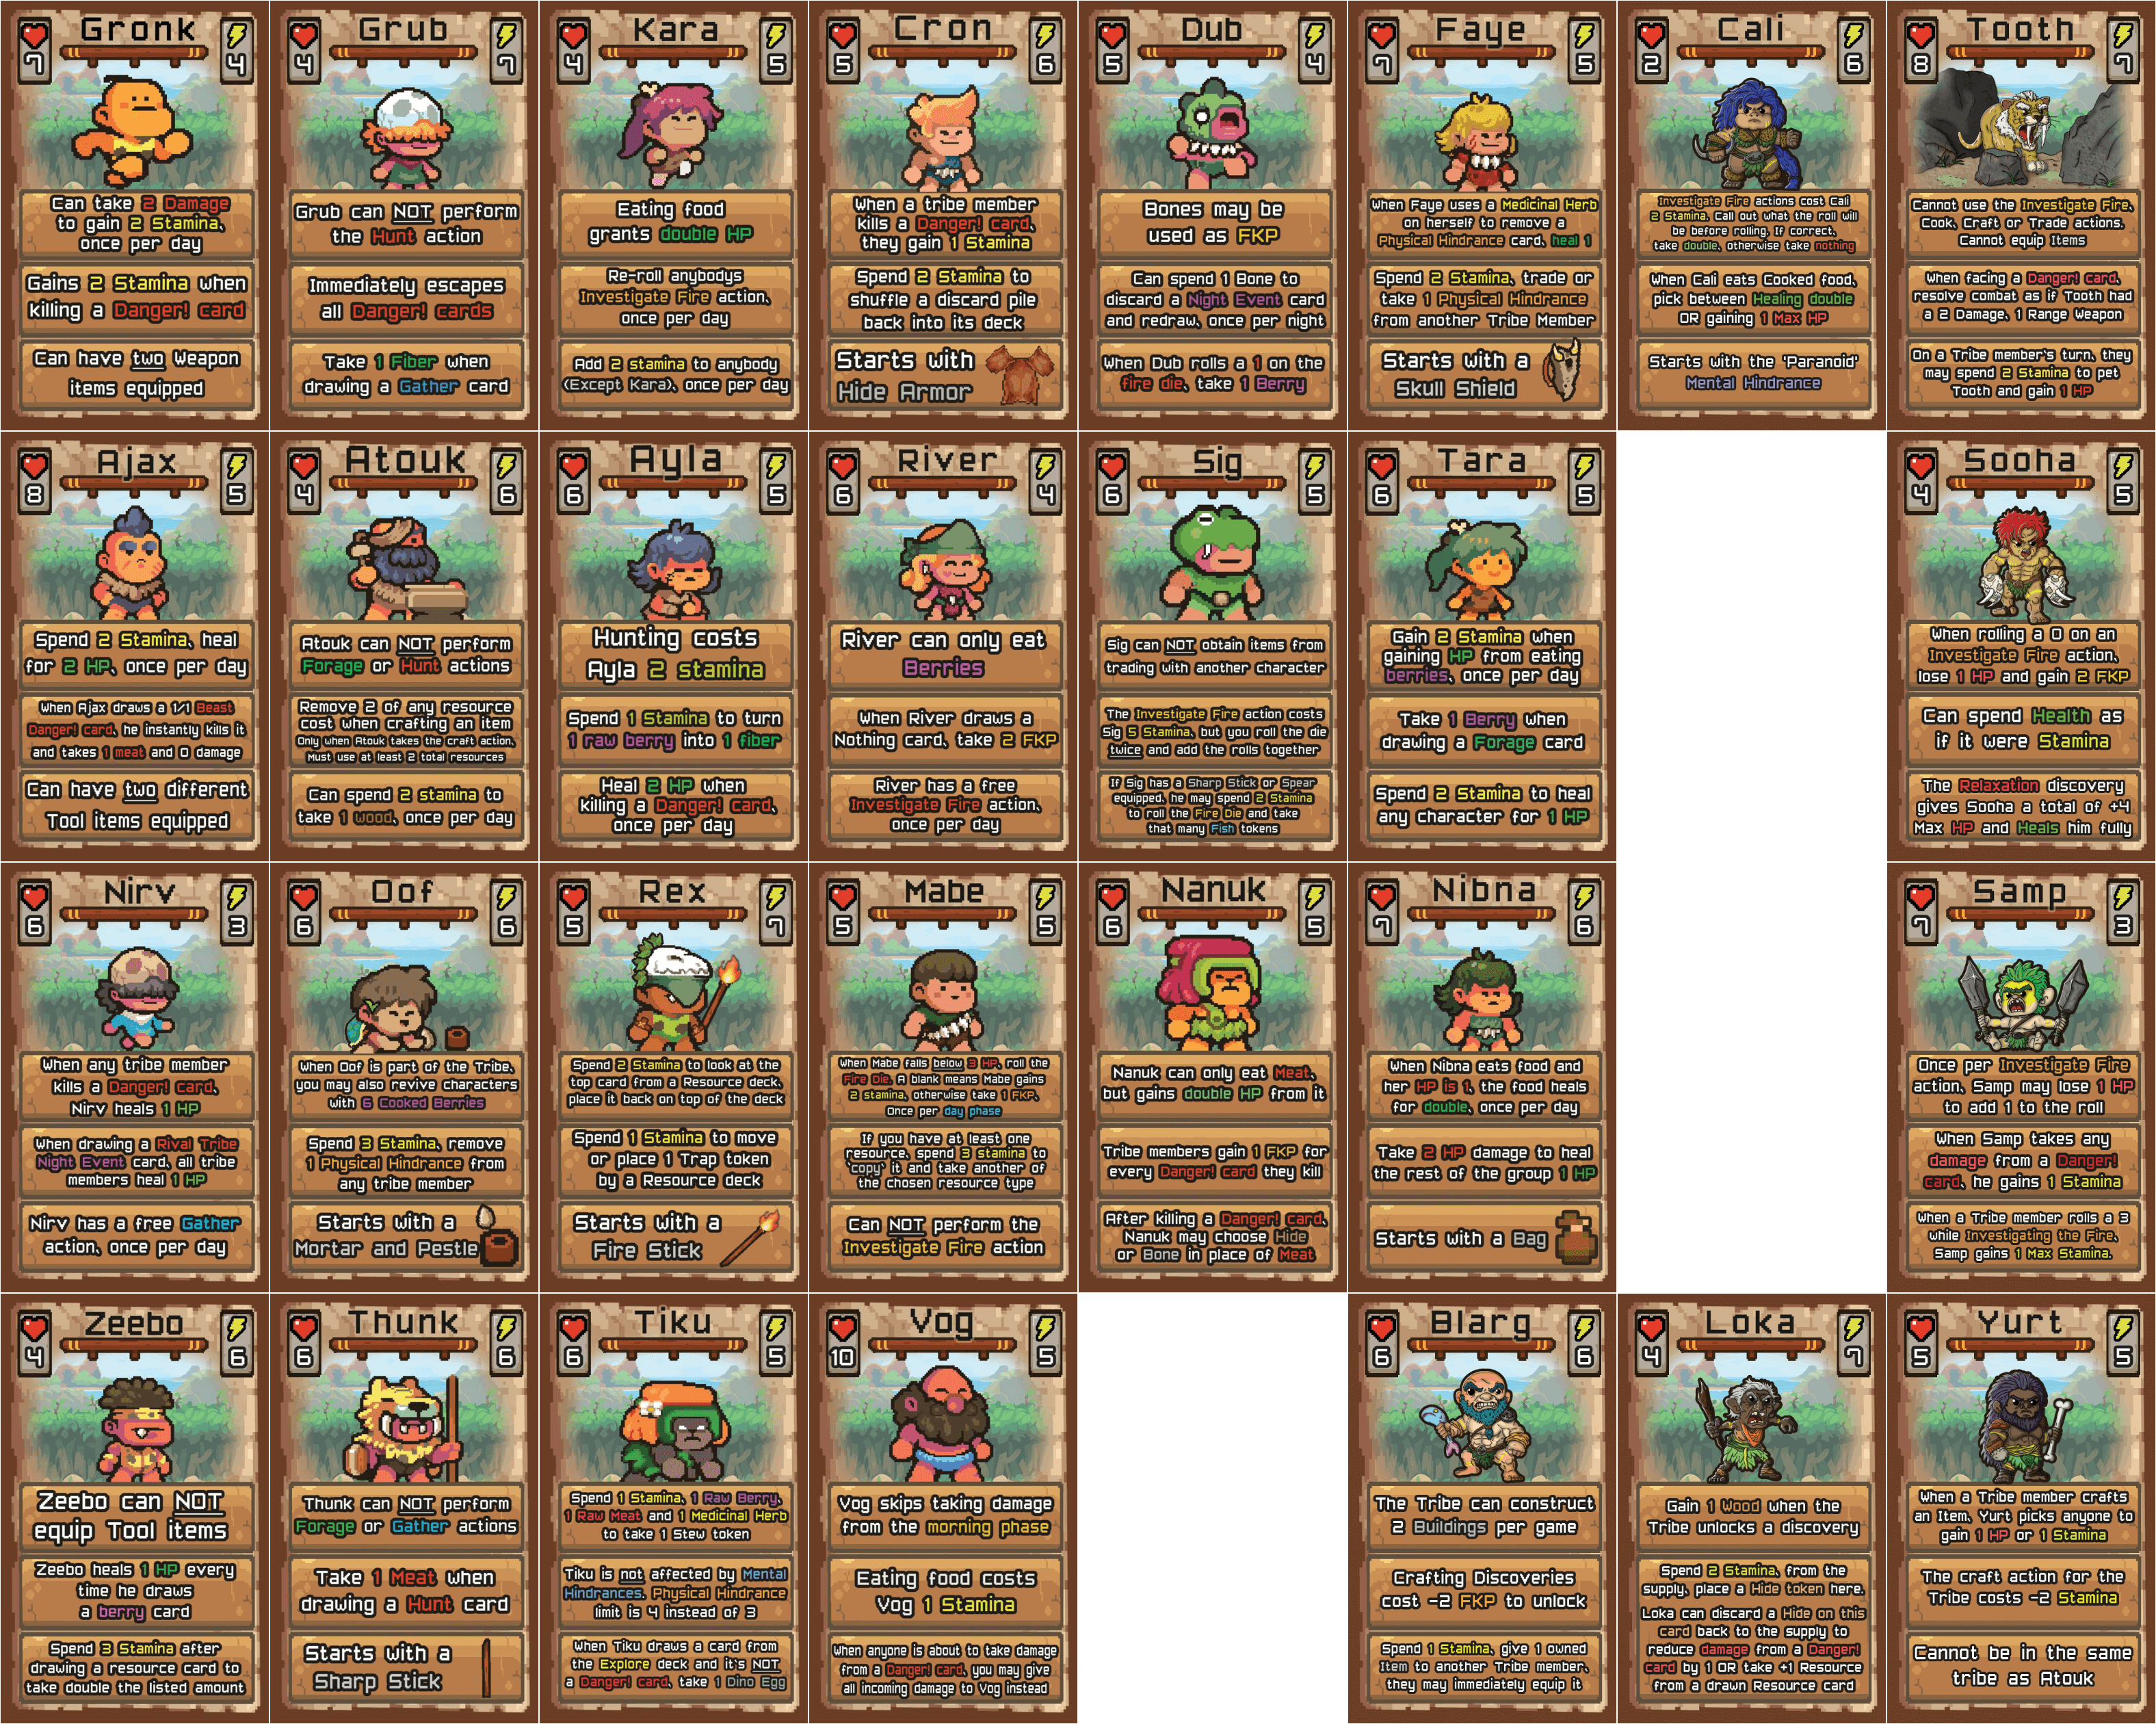 Gronk
7
4
Can take 2 Damage
to gain 2 Stamina,
once per day
Gains 2 Stamina when
killing a Danger! card
Can have two Weapon
items equipped
Grub
4
7
Grub can NOT perform
the Hunt action
Immediately escapes
all Danger! cards
Take 1 Fiber when
drawing a Gather card
Kara
4
5
Eating food
grants double HP
Re-roll anybodys
Investigate Fire action,
once per day
Add 2 stamina to anybody
(Except Kara), once per day
Cron
5
6
When a tribe member
kills a Danger! card,
they gain 1 Stamina
Spend 2 Stamina to
shuffle a discard pile
back into its deck
Starts with
Hide Armor
Dub
5
4
Bones may be
used as FKP
Can spend 1 Bone to
discard a Night Event card
and redraw, once per night
When Dub rolls a 1 on the
fire die, take 1 Berry
Faye
7
5
When Faye uses a Medicinal Herb
on herself to remove a
Physical Hindrance card, heal 1
Spend 2 Stamina, trade or
take 1 Physical Hindrance
from another Tribe Member
Starts with a
Skull Shield
Cali
2
6
Investigate Fire actions cost Cali
2 Stamina. Call out what the roll will
be before rolling. If correct,
take double, otherwise take nothing
When Cali eats Cooked food,
pick between Healing double
OR gaining 1 Max HP
Starts with the 'Paranoid'
Mental Hindrance
Tooth
8
7
Cannot use the Investigate Fire,
Cook, Craft or Trade actions.
Cannot equip Items
When facing a Danger! card,
resolve combat as if Tooth had
a 2 Damage, 1 Range Weapon
On a Tribe member's turn, they
may spend 2 Stamina to pet
Tooth and gain 1 HP
Ajax
8
5
Spend 2 Stamina, heal
for 2 HP, once per day
When Ajax draws a 1/1 Beast
Danger! card, he instantly kills it
and takes 1 meat and 0 damage
Can have two different
Tool items equipped
Atouk
4
6
Atouk can NOT perform
Forage or Hunt actions
Remove 2 of any resource
cost when crafting an item
Only when Atouk takes the craft action.
Must use at least 2 total resources
Can spend 2 stamina to
take 1 wood, once per day
Ayla
6
5
Hunting costs
Ayla 2 stamina
Spend 1 Stamina to turn
1 raw berry into 1 fiber
Heal 2 HP when
killing a Danger! card,
once per day
River
6
4
River can only eat
Berries
When River draws a
Nothing card, take 2 FKP
River has a free
Investigate Fire action,
once per day
Sig
6
5
Sig can NOT obtain items from
trading with another character
The Investigate Fire action costs
Sig 5 Stamina, but you roll the die
twice and add the rolls together
If Sig has a Sharp Stick or Spear
equipped, he may spend 2 Stamina
to roll the Fire Die and take
that many Fish tokens
Tara
6
5
Gain 2 Stamina when
gaining HP from eating
berries, once per day
Take 1 Berry when
drawing a Forage card
Spend 2 Stamina to heal
any character for 1 HP
Sooha
4
5
When rolling a 0 on an
Investigate Fire action,
lose 1 HP and gain 2 FKP
Can spend Health as
if it were Stamina
The Relaxation discovery
gives Sooha a total of +4
Max HP and Heals him fully
Nirv
6
3
When any tribe member
kills a Danger! card,
Nirv heals 1 HP
When drawing a Rival Tribe
Night Event card, all tribe
members heal 1 HP
Nirv has a free Gather
action, once per day
Oof
6
6
When Oof is part of the Tribe,
you may also revive characters
with 6 Cooked Berries
Spend 3 Stamina, remove
1 Physical Hindrance from
any tribe member
Starts with a
Mortar and Pestle
Rex
5
7
Spend 2 Stamina to look at the
top card from a Resource deck,
place it back on top of the deck
Spend 1 Stamina to move
or place 1 Trap token
by a Resource deck
Starts with a
Fire Stick
Mabe
5
5
When Mabe falls below 3 HP, roll the
Fire Die. A blank means Mabe gains
2 stamina, otherwise take 1 FKP.
Once per day phase
If you have at least one
resource, spend 3 stamina to
'copy' it and take another of
the chosen resource type
Can NOT perform the
Investigate Fire action
Nanuk
6
5
Nanuk can only eat Meat,
but gains double HP from it
Tribe members gain 1 FKP for
every Danger! card they kill
After killing a Danger! card,
Nanuk may choose Hide
or Bone in place of Meat
Nibna
7
6
When Nibna eats food and
her HP is 1, the food heals
for double, once per day
Take 2 HP damage to heal
the rest of the group 1 HP
Starts with a Bag
Samp
7
3
Once per Investigate Fire
action, Samp may lose 1 HP
to add 1 to the roll
When Samp takes any
damage from a Danger!
card, he gains 1 Stamina
When a Tribe member rolls a 3
while Investigating the Fire,
Samp gains 1 Max Stamina.
Zeebo
4
6
Zeebo can NOT
equip Tool items
Zeebo heals 1 HP every
time he draws
a berry card
Spend 3 Stamina after
drawing a resource card to
take double the listed amount
Thunk
6
6
Thunk can NOT perform
Forage or Gather actions
Take 1 Meat when
drawing a Hunt card
Starts with a
Sharp Stick
Tiku
6
5
Spend 1 Stamina, 1 Raw Berry,
1 Raw Meat and 1 Medicinal Herb
to take 1 Stew token
Tiku is not affected by Mental
Hindrances. Physical Hindrance
limit is 4 instead of 3
When Tiku draws a card from
the Explore deck and it's NOT
a Danger! card, take 1 Dino Egg
Vog
10
5
Vog skips taking damage
from the morning phase
Eating food costs
Vog 1 Stamina
When anyone is about to take damage
from a Danger! card, you may give
all incoming damage to Vog instead
Blarg
6
6
The Tribe can construct
2 Buildings per game
Crafting Discoveries
cost -2 FKP to unlock
Spend 1 Stamina, give 1 owned
Item to another Tribe member,
they may immediately equip it
Loka
4
7
Gain 1 Wood when the
Tribe unlocks a discovery
Spend 2 Stamina, from the
supply, place a Hide token here.
Loka can discard a Hide on this
card back to the supply to
reduce damage from a Danger!
card by 1 OR take +1 Resource
from a drawn Resource card
Yurt
5
5
When a Tribe member crafts
an Item, Yurt picks anyone to
gain 1 HP or 1 Stamina
The craft action for the
Tribe costs -2 Stamina
Cannot be in the same
tribe as Atouk